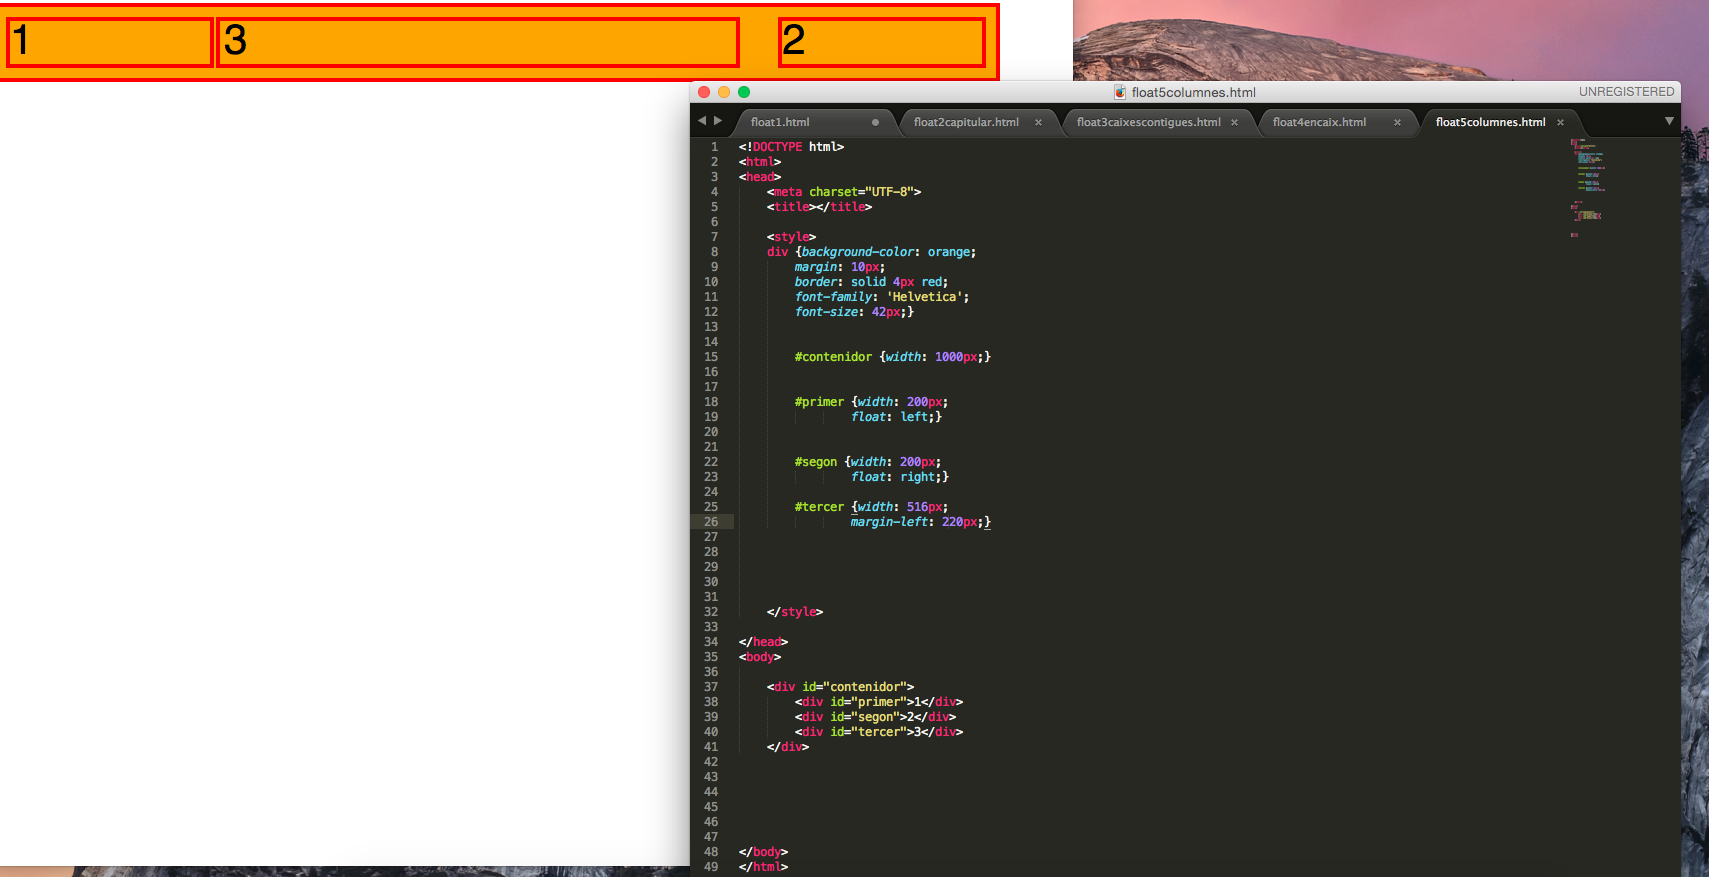 1 3 2
float5columnes.html UNREGISTERED
float1.html float2capitular.html float3caixescontigues.html float4encaix.html float5columnes.html
1 <!DOCTYPE html>
2 <html>
3 <head>
4 <meta charset="UTF-8">
5 <title></title>
6
7 <style>
8 div {background-color: orange;
9 margin: 10px;
10 border: solid 4px red;
11 font-family: 'Helvetica';
12 font-size: 42px;}
13
14
15 #contenidor {width: 1000px;}
16
17
18 #primer {width: 200px;
19 float: left;}
20
21
22 #segon {width: 200px;
23 float: right;}
24
25 #tercer {width: 516px;
26 margin-left: 220px;}
27
28
29
30
31
32 </style>
33
34 </head>
35 <body>
36
37 <div id="contenidor">
38 <div id="primer">1</div>
39 <div id="segon">2</div>
40 <div id="tercer">3</div>
41 </div>
42
43
44
45
46
47
48 </body>
49 </html>